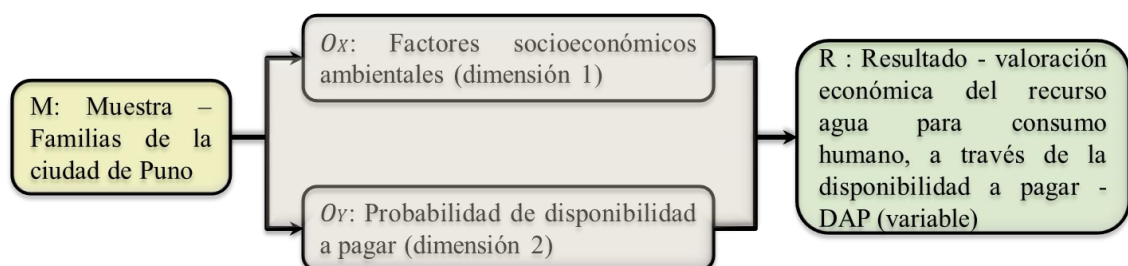 M: Muestra –
Familias de la
ciudad de Puno
OX: Factores socioeconómicos
ambientales (dimensión 1)
OY: Probabilidad de disponibilidad
a pagar (dimensión 2)
R : Resultado - valoración
económica del recurso
agua para consumo
humano, a través de la
disponibilidad a pagar -
DAP (variable)